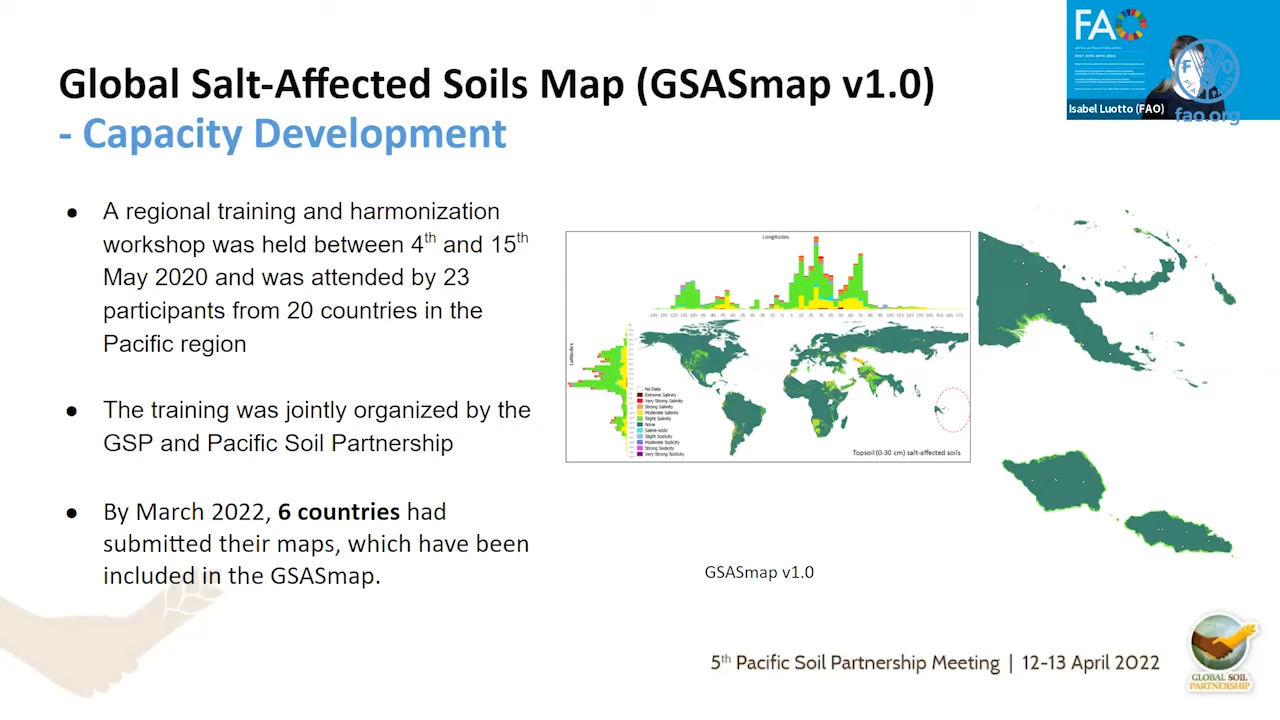 FAO
Isabel Luotto (FAO)
fao.org
Global Salt-Affected Soils Map (GSASmap v1.0)
- Capacity Development
● A regional training and harmonization
workshop was held between 4th and 15th
May 2020 and was attended by 23
participants from 20 countries in the
Pacific region
● The training was jointly organized by the
GSP and Pacific Soil Partnership
● By March 2022, 6 countries had
submitted their maps, which have been
included in the GSASmap.
Longitudes
Latitudes
No Data
Extreme Salinity
Very Strong Salinity
Strong Salinity
Moderate Salinity
Slight Salinity
None
Saline-sodic
Slight Sodicity
Moderate Sodicity
Strong Sodicity
Very Strong Sodicity
Topsoil (0-30 cm) salt-affected soils
GSASmap v1.0
5th Pacific Soil Partnership Meeting | 12-13 April 2022
GLOBAL SOIL
PARTNERSHIP